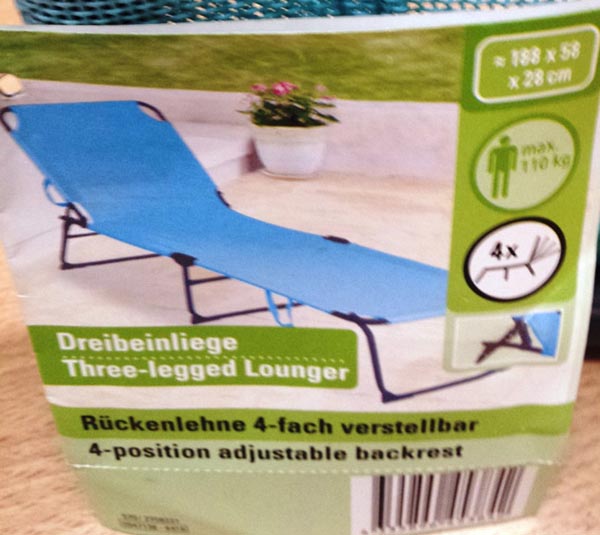 ≈ 188 x 58
x 28 cm
max.
110 kg
4x
Dreibeinliege
Three-legged Lounger
Rückenlehne 4-fach verstellbar
4-position adjustable backrest